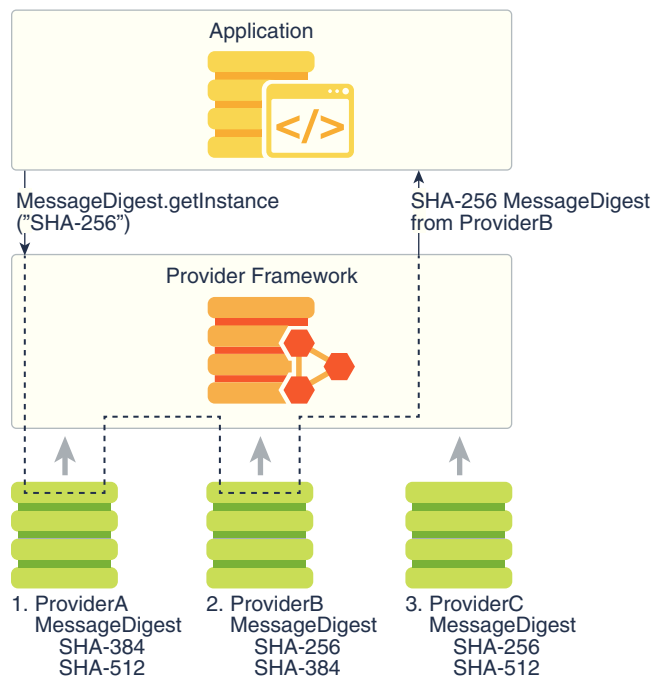 Application
</>
MessageDigest.getInstance
(”SHA-256”)
SHA-256 MessageDigest
from ProviderB
Provider Framework
1. ProviderA
MessageDigest
SHA-384
SHA-512
2. ProviderB
MessageDigest
SHA-256
SHA-384
3. ProviderC
MessageDigest
SHA-256
SHA-512